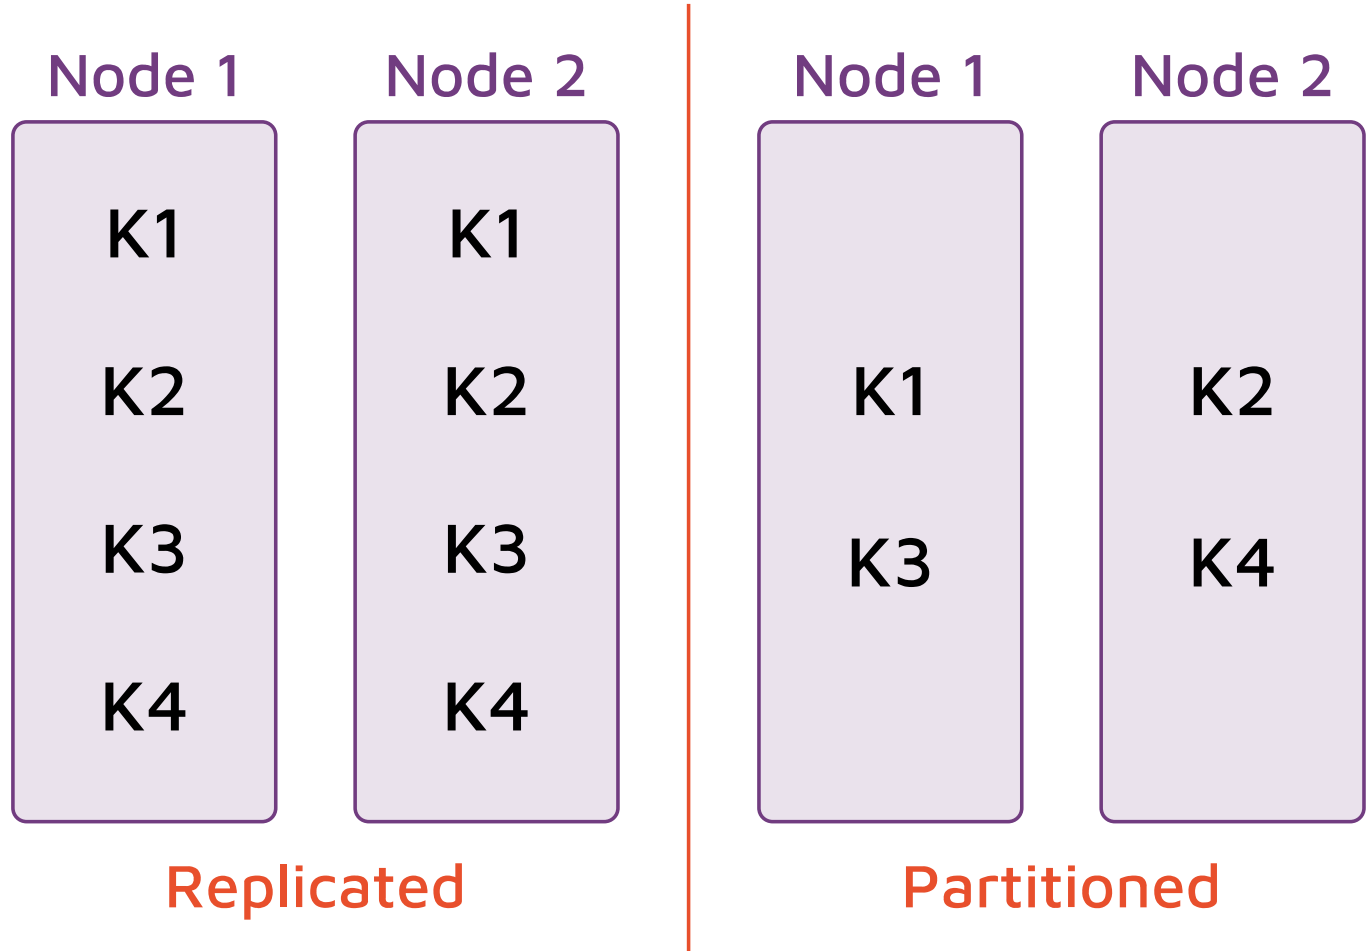 Node 1
Node 2
K1
K1
K2
K2
K3
K3
K4
K4
Replicated
Node 1
Node 2
K1
K2
K3
K4
Partitioned